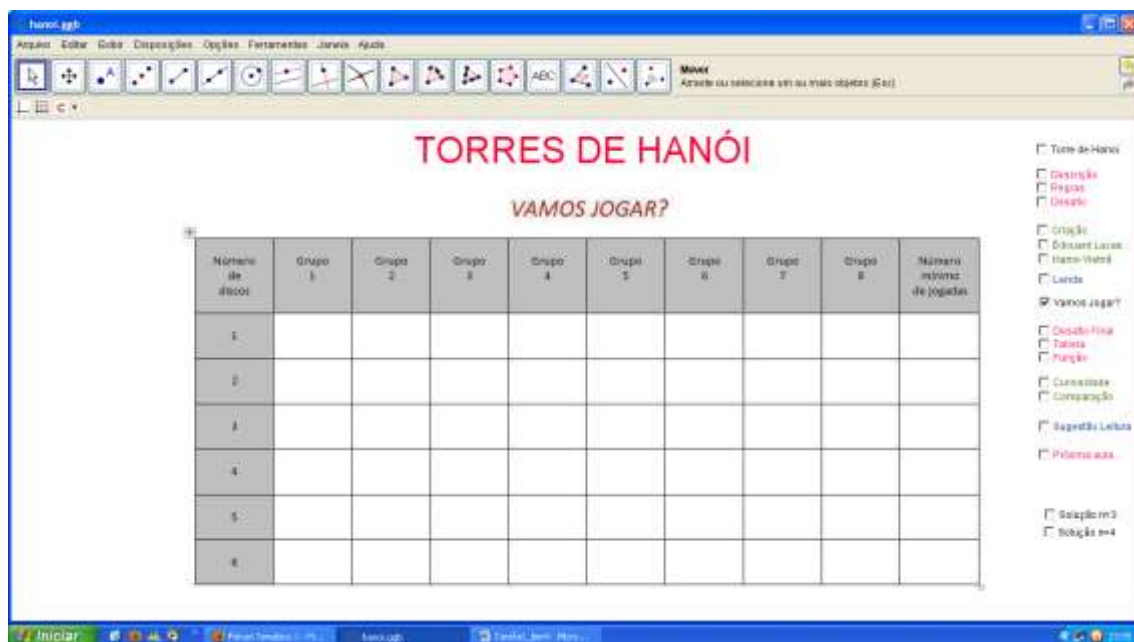 hanoi.ggb
Arquivo Editar Exibir Disposições Opções Ferramentas Janela Ajuda
ABC
Mover
Arraste ou selecione um ou mais objetos (Esc)
TORRES DE HANÓI
VAMOS JOGAR?
Número de discos
Grupo 1
Grupo 2
Grupo 3
Grupo 4
Grupo 5
Grupo 6
Grupo 7
Grupo 8
Número mínimo de jogadas
1
2
3
4
5
6
Torre de Hanoi
Descrição
Regras
Desafio
Criação
Édouard Lucas
Hanoi-Vietnã
Lenda
Vamos Jogar?
Desafio Final
Tabela
Função
Curiosidade
Comparação
Sugestão Leitura
Próxima aula...
Solução n=3
Solução n=4
Iniciar
hanoi.ggb